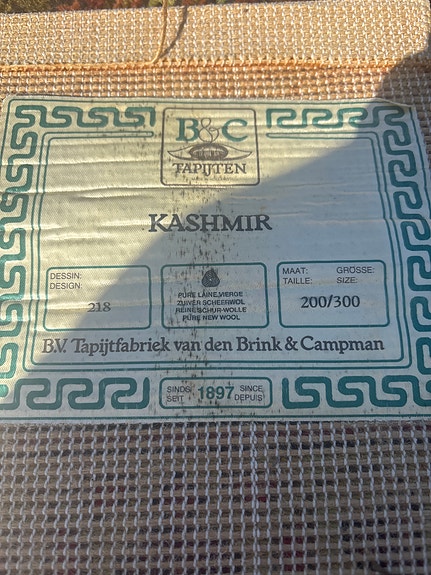 B&C
TAPIJTEN
KASHMIR
DESSIN:
DESIGN:
218
PURE LAINE VIERGE
ZUIVER SCHEERWOL
REINE SCHUR-WOLLE
PURE NEW WOOL
MAAT: GRÖSSE:
TAILLE: SIZE:
200/300
B.V. Tapijtfabriek van den Brink & Campman
SINDS SINCE
SEIT 1897 DEPUIS